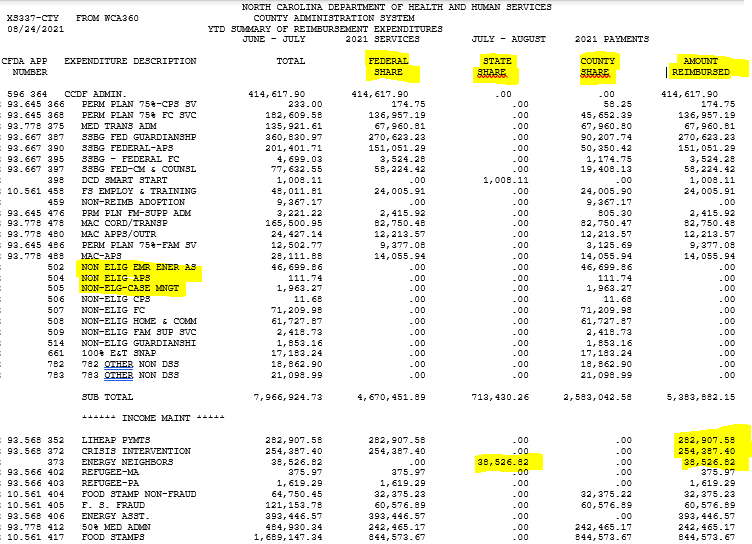 NORTH CAROLINA DEPARTMENT OF HEALTH AND HUMAN SERVICES
XS337-CTY FROM WCA360 COUNTY ADMINISTRATION SYSTEM
08/24/2021 YTD SUMMARY OF REIMBURSEMENT EXPENDITURES
JUNE - JULY 2021 SERVICES JULY - AUGUST 2021 PAYMENTS
CFDA APP EXPENDITURE DESCRIPTION TOTAL FEDERAL STATE COUNTY AMOUNT
NUMBER SHARE SHARE SHARE REIMBURSED
596 364 CCDF ADMIN. 414,617.90 414,617.90 .00 .00 414,617.90
93.645 366 PERM PLAN 75%-CPS SV 233.00 174.75 .00 58.25 174.75
93.645 368 PERM PLAN 75% FC SVC 182,609.58 136,957.19 .00 45,652.39 136,957.19
93.778 375 MED TRANS ADM 135,921.61 67,960.81 .00 67,960.80 67,960.81
93.667 387 SSBG FED GUARDIANSHP 360,830.97 270,623.23 .00 90,207.74 270,623.23
93.667 390 SSBG FEDERAL-APS 201,401.71 151,051.29 .00 50,350.42 151,051.29
93.667 395 SSBG - FEDERAL FC 4,699.03 3,524.28 .00 1,174.75 3,524.28
93.667 397 SSBG FED-CM & COUNSL 77,632.55 58,224.42 .00 19,408.13 58,224.42
398 DCD SMART START 1,008.11 .00 1,008.11 .00 1,008.11
10.561 458 FS EMPLOY & TRAINING 48,011.81 24,005.91 .00 24,005.90 24,005.91
459 NON-REIMB ADOPTION 9,367.17 .00 .00 9,367.17 .00
93.645 476 PRM PLN FM-SUPP ADM 3,221.22 2,415.92 .00 805.30 2,415.92
93.778 478 MAC CORD/TRANSP 165,500.95 82,750.48 .00 82,750.47 82,750.48
93.778 480 MAC APPS/OUTR 24,427.14 12,213.57 .00 12,213.57 12,213.57
93.645 486 PERM PLAN 75%-FAM SV 12,502.77 9,377.08 .00 3,125.69 9,377.08
93.778 488 MAC-APS 28,111.88 14,055.94 .00 14,055.94 14,055.94
502 NON ELIG EMR ENER AS 46,699.86 .00 .00 46,699.86 .00
504 NON ELIG APS 111.74 .00 .00 111.74 .00
505 NON-ELG-CASE MNGT 1,963.27 .00 .00 1,963.27 .00
506 NON-ELIG CPS 11.68 .00 .00 11.68 .00
507 NON-ELIG FC 71,209.98 .00 .00 71,209.98 .00
508 NON-ELIG HOME & COMM 61,727.87 .00 .00 61,727.87 .00
509 NON-ELIG FAM SUP SVC 2,418.73 .00 .00 2,418.73 .00
514 NON-ELIG GUARDIANSHI 1,853.16 .00 .00 1,853.16 .00
661 100% E&T SNAP 17,183.24 .00 .00 17,183.24 .00
782 782 OTHER NON DSS 18,862.90 .00 .00 18,862.90 .00
783 783 OTHER NON DSS 21,098.99 .00 .00 21,098.99 .00
SUB TOTAL 7,966,924.73 4,670,451.89 713,430.26 2,583,042.58 5,383,882.15
****** INCOME MAINT *****
93.568 352 LIHEAP PYMTS 282,907.58 282,907.58 .00 .00 282,907.58
93.568 372 CRISIS INTERVENTION 254,387.40 254,387.40 .00 .00 254,387.40
373 ENERGY NEIGHBORS 38,526.82 .00 38,526.82 .00 38,526.82
93.566 402 REFUGEE-MA 375.97 375.97 .00 .00 375.97
93.566 403 REFUGEE-PA 1,619.29 1,619.29 .00 .00 1,619.29
10.561 404 FOOD STAMP NON-FRAUD 64,750.45 32,375.23 .00 32,375.22 32,375.23
10.561 405 F. S. FRAUD 121,153.78 60,576.89 .00 60,576.89 60,576.89
93.568 406 ENERGY ASST. 393,446.57 393,446.57 .00 .00 393,446.57
93.778 412 50% MED ADMN 484,930.34 242,465.17 .00 242,465.17 242,465.17
10.561 417 FOOD STAMPS 1,689,147.34 844,573.67 .00 844,573.67 844,573.67